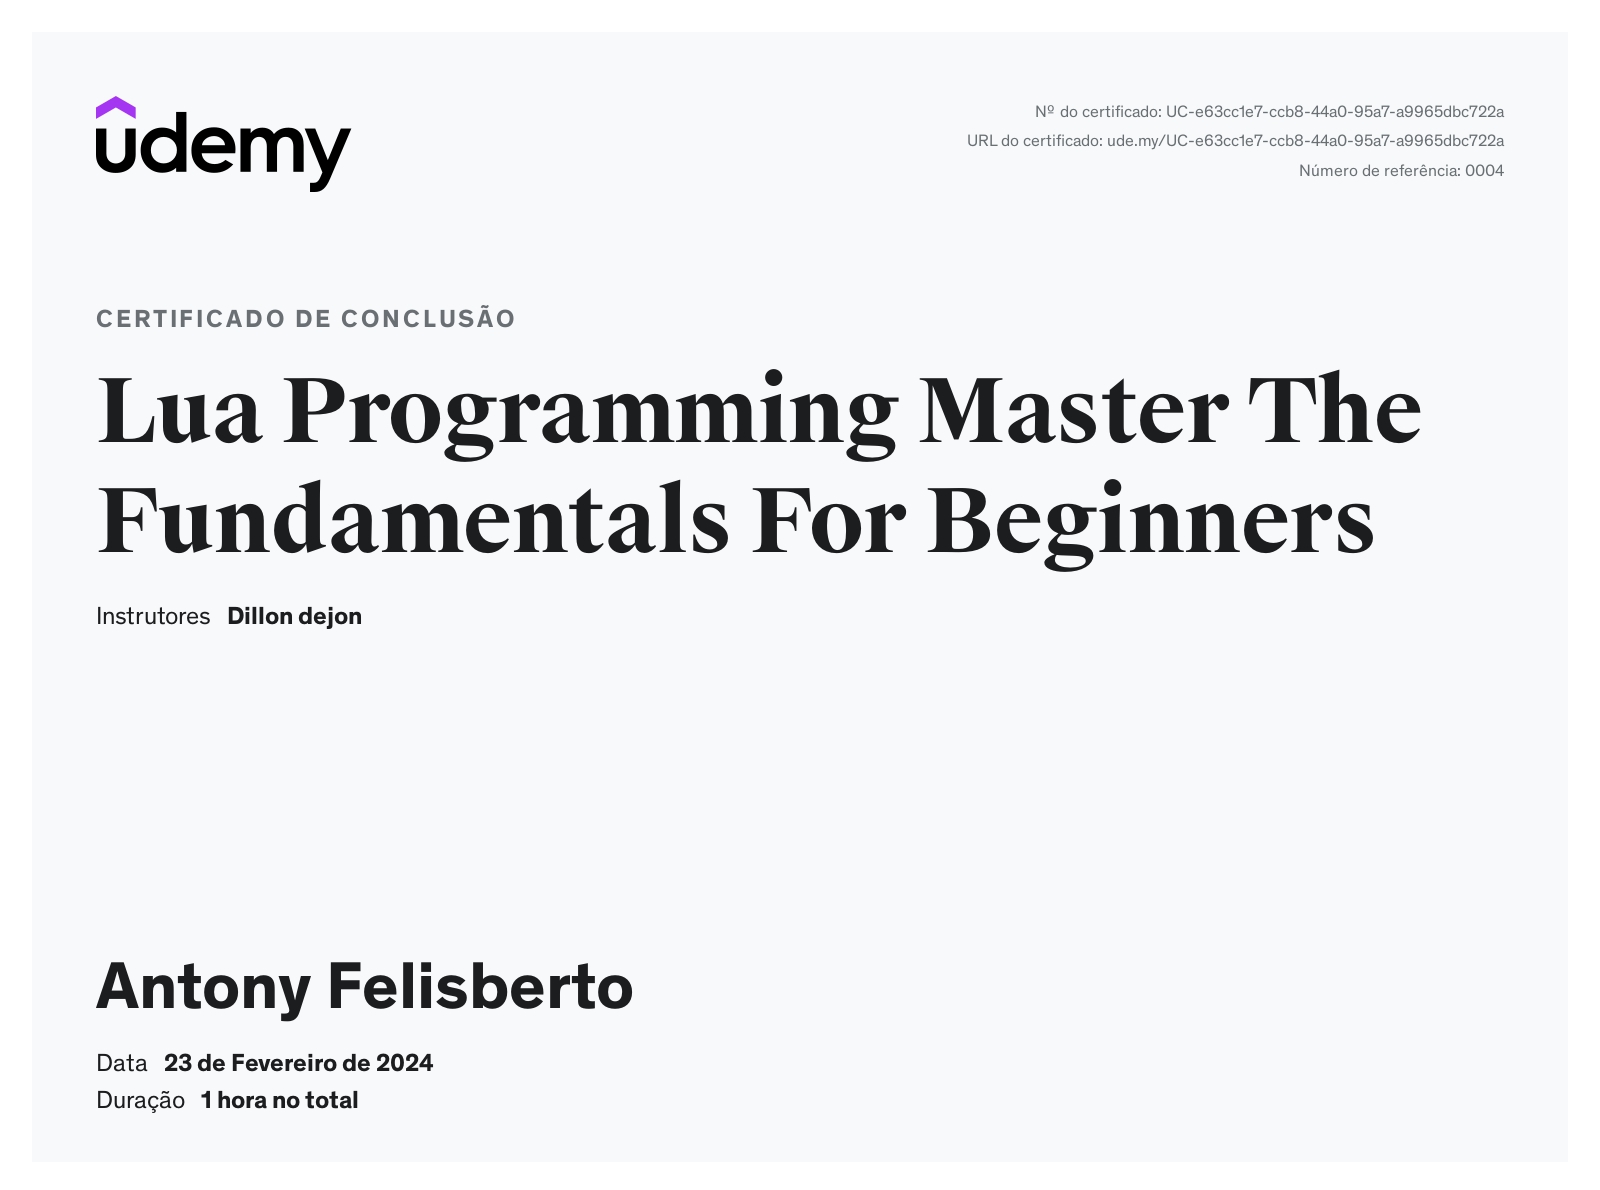 udemy
Nº do certificado: UC-e63cc1e7-ccb8-44a0-95a7-a9965dbc722a
URL do certificado: ude.my/UC-e63cc1e7-ccb8-44a0-95a7-a9965dbc722a
Número de referência: 0004
CERTIFICADO DE CONCLUSÃO
Lua Programming Master The
Fundamentals For Beginners
Instrutores Dillon dejon
Antony Felisberto
Data 23 de Fevereiro de 2024
Duração 1 hora no total